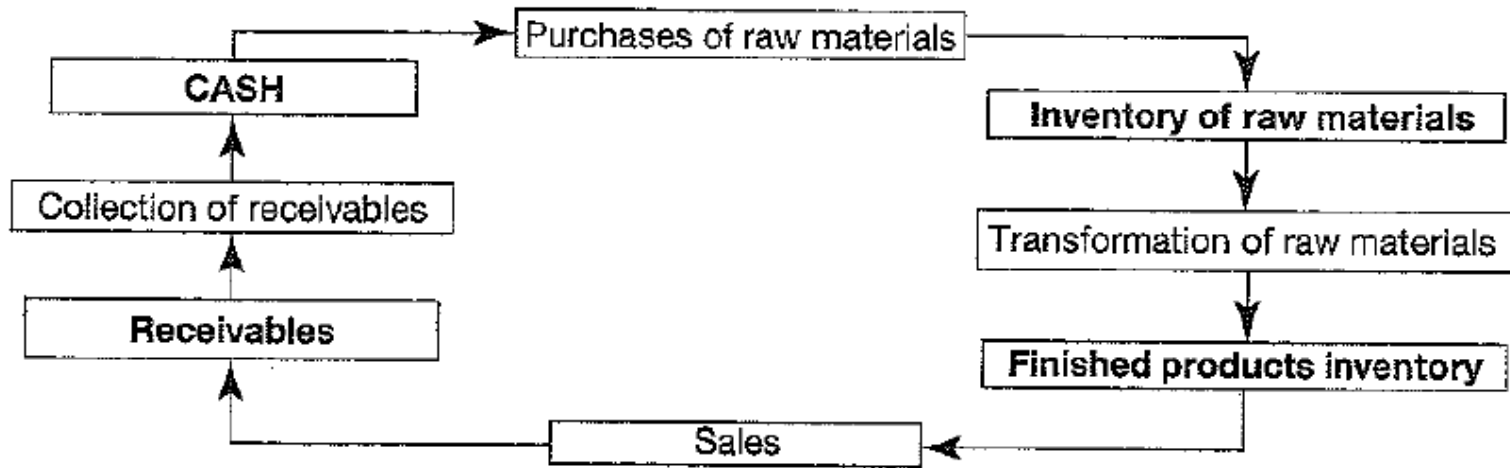 Purchases of raw materials
CASH
Inventory of raw materials
Collection of receivables
Transformation of raw materials
Receivables
Finished products inventory
Sales